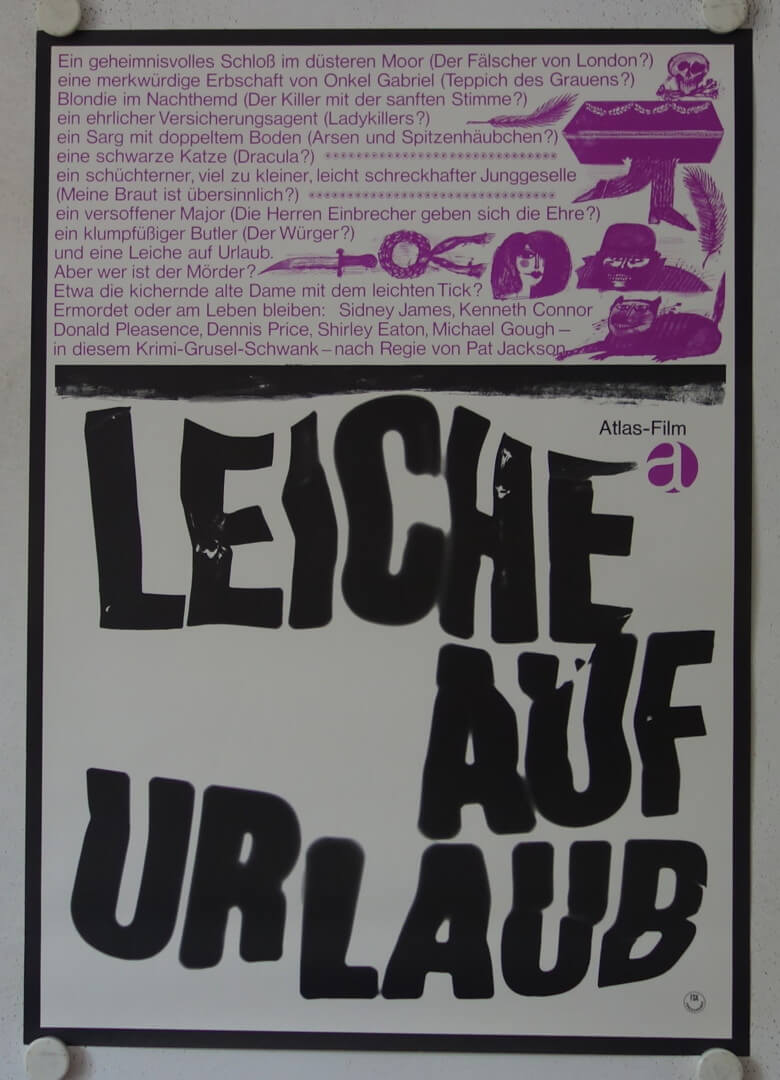 Ein geheimnisvolles Schloß im düsteren Moor (Der Fälscher von London?)
eine merkwürdige Erbschaft von Onkel Gabriel (Teppich des Grauens?)
Blondie im Nachthemd (Der Killer mit der sanften Stimme?)
ein ehrlicher Versicherungsagent (Ladykillers?)
ein Sarg mit doppeltem Boden (Arsen und Spitzenhäubchen?)
eine schwarze Katze (Dracula?)
ein schüchterner, viel zu kleiner, leicht schreckhafter Junggeselle
(Meine Braut ist übersinnlich?)
ein versoffener Major (Die Herren Einbrecher geben sich die Ehre?)
ein klumpfüßiger Butler (Der Würger?)
und eine Leiche auf Urlaub.
Aber wer ist der Mörder?
Etwa die kichernde alte Dame mit dem leichten Tick?
Ermordet oder am Leben bleiben: Sidney James, Kenneth Connor
Donald Pleasence, Dennis Price, Shirley Eaton, Michael Gough –
in diesem Krimi-Grusel-Schwank – nach Regie von Pat Jackson
Atlas-Film
a
LEICHE
AUF
URLAUB
FSK